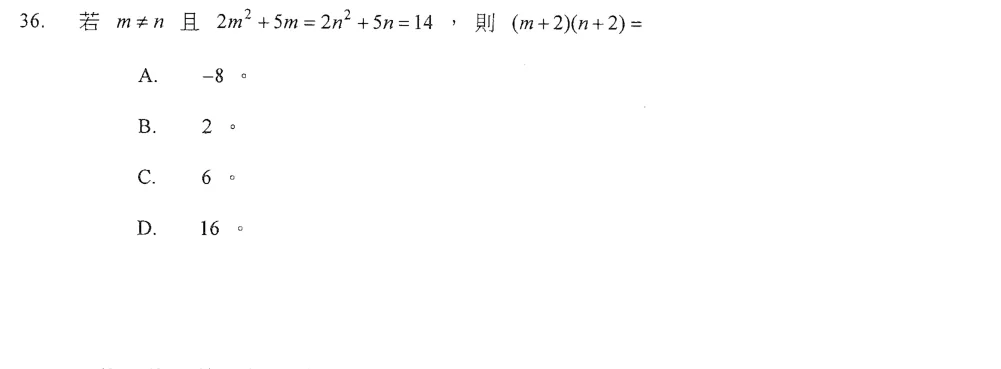 36. 若 m ≠ n 且 2m² + 5m = 2n² + 5n = 14 ， 則 (m + 2)(n + 2) =
A. −8 。
B. 2 。
C. 6 。
D. 16 。